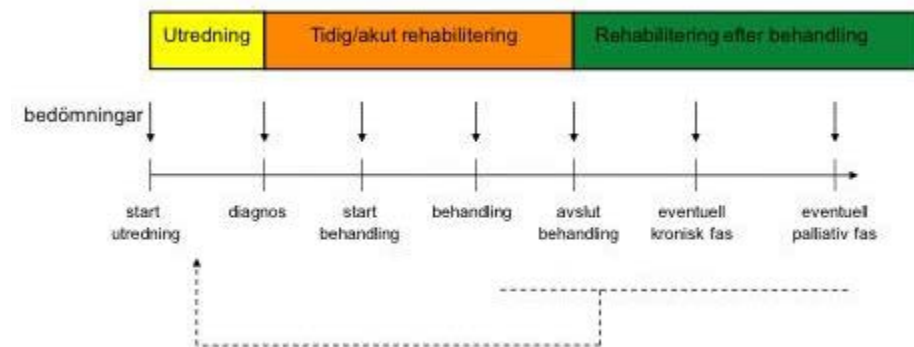 Utredning Tidig/akut rehabilitering Rehabilitering efter behandling
bedömningar
start diagnos start behandling avslut eventuell eventuell
utredning behandling behandling kronisk fas palliativ fas